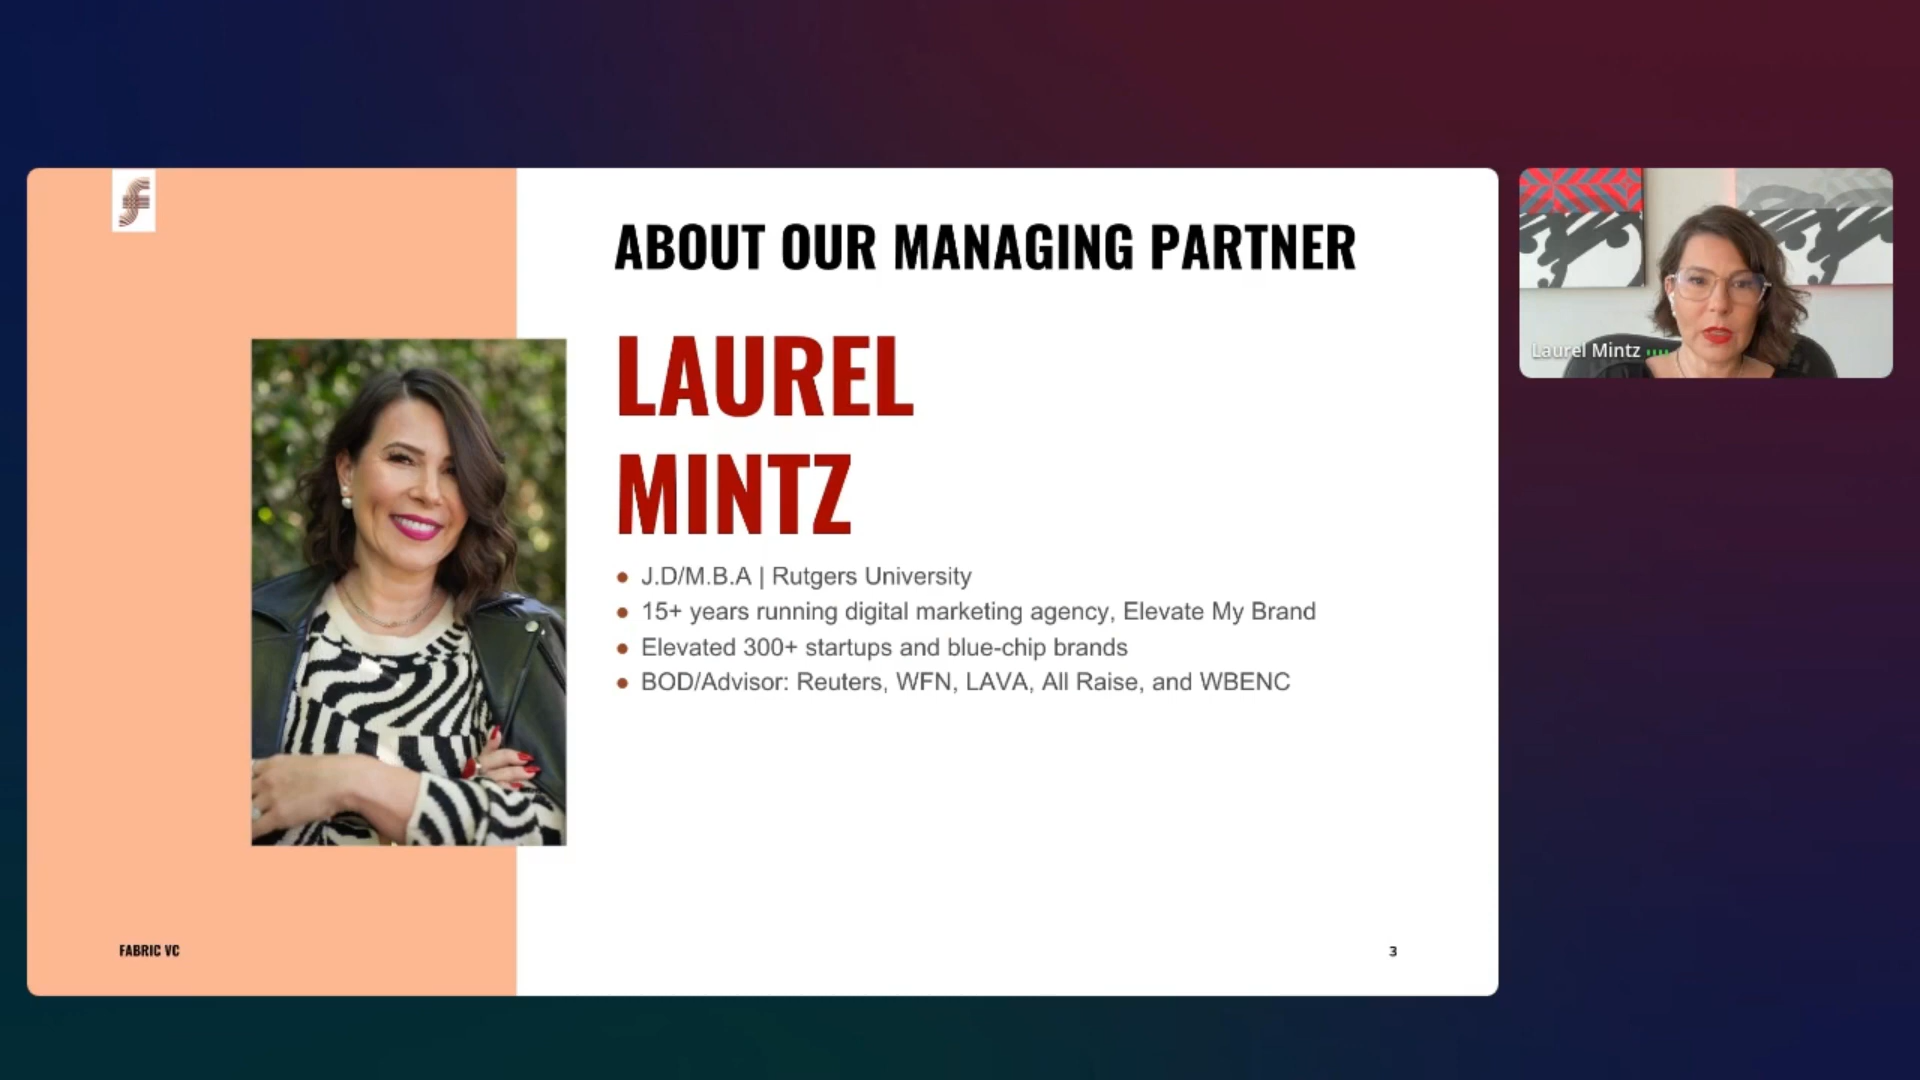 ABOUT OUR MANAGING PARTNER
LAUREL
MINTZ
• J.D/M.B.A | Rutgers University
• 15+ years running digital marketing agency, Elevate My Brand
• Elevated 300+ startups and blue-chip brands
• BOD/Advisor: Reuters, WFN, LAVA, All Raise, and WBENC
FABRIC VC
3
Laurel Mintz